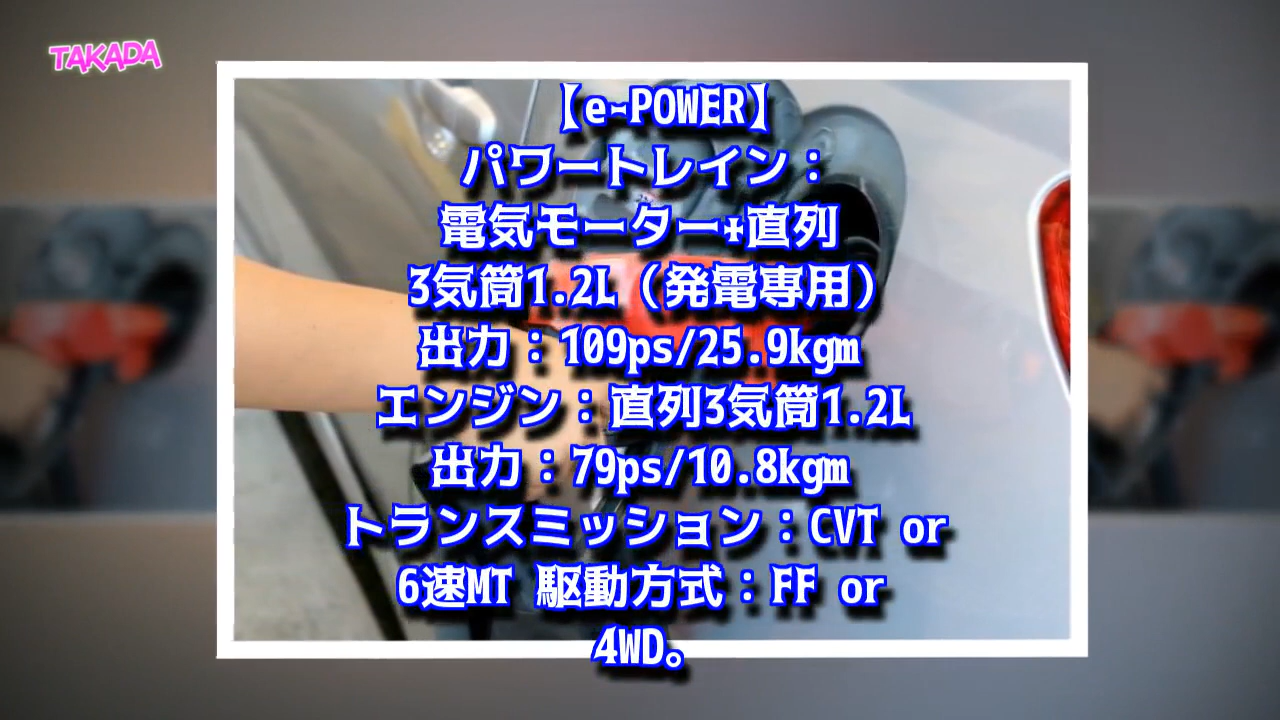 TAKADA
【e-POWER】
パワートレイン：
電気モーター+直列
3気筒1.2L（発電専用）
出力：109ps/25.9kgm
エンジン：直列3気筒1.2L
出力：79ps/10.8kgm
トランスミッション：CVT or
6速MT 駆動方式：FF or
4WD。